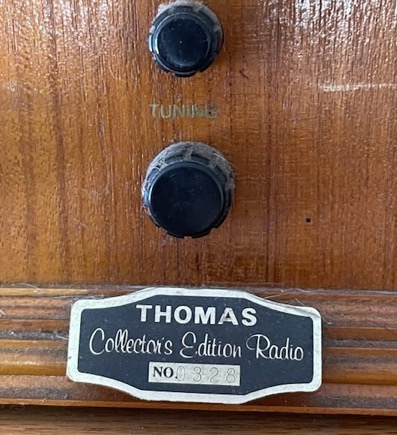 TUNING
THOMAS
Collector's Edition Radio
NO. 0328